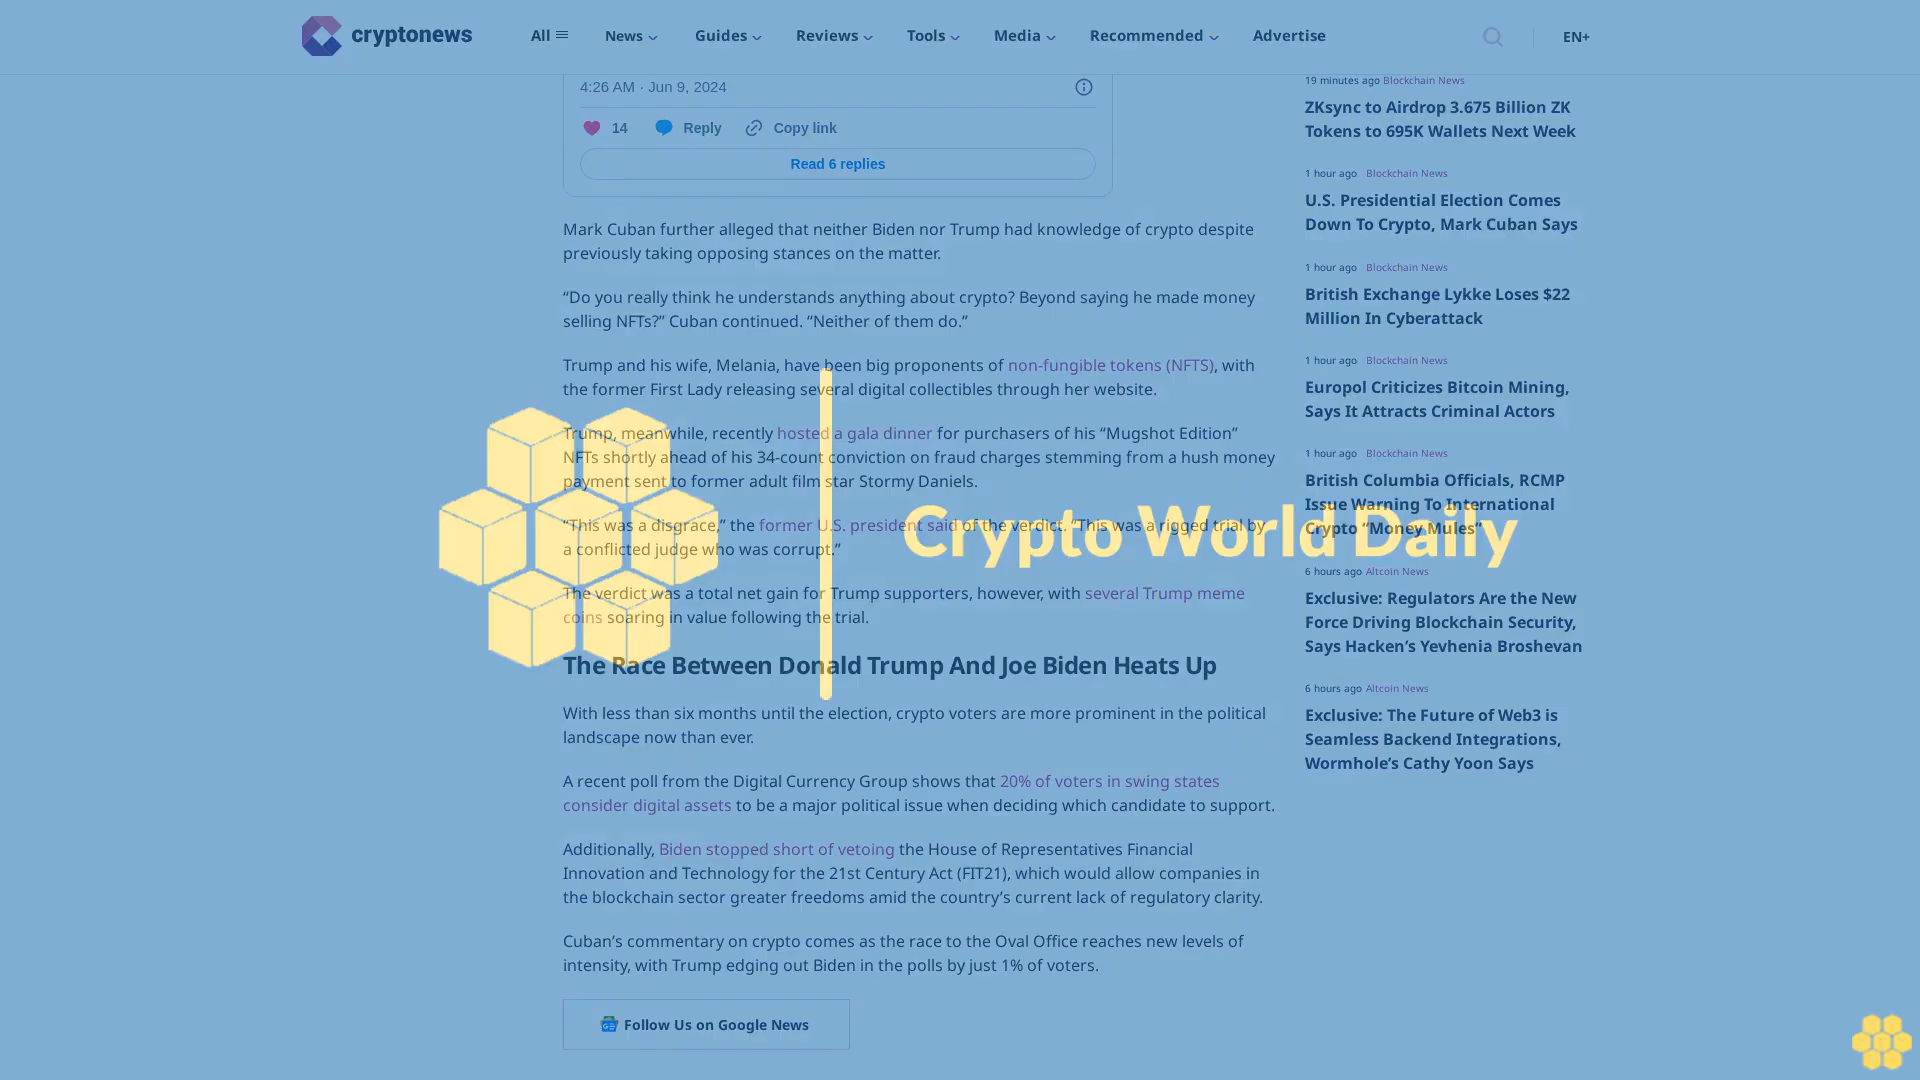 cryptonews
All
News
Guides
Reviews
Tools
Media
Recommended
Advertise
EN+
4:26 AM · Jun 9, 2024
14
Reply
Copy link
Read 6 replies
Mark Cuban further alleged that neither Biden nor Trump had knowledge of crypto despite
previously taking opposing stances on the matter.
“Do you really think he understands anything about crypto? Beyond saying he made money
selling NFTs?” Cuban continued. “Neither of them do.”
Trump and his wife, Melania, have been big proponents of non-fungible tokens (NFTS), with
the former First Lady releasing several digital collectibles through her website.
Trump, meanwhile, recently hosted a gala dinner for purchasers of his “Mugshot Edition”
NFTs shortly ahead of his 34-count conviction on fraud charges stemming from a hush money
payment sent to former adult film star Stormy Daniels.
“This was a disgrace,” the former U.S. president said of the verdict. “This was a rigged trial by
a conflicted judge who was corrupt.”
The verdict was a total net gain for Trump supporters, however, with several Trump meme
coins soaring in value following the trial.
The Race Between Donald Trump And Joe Biden Heats Up
With less than six months until the election, crypto voters are more prominent in the political
landscape now than ever.
A recent poll from the Digital Currency Group shows that 20% of voters in swing states
consider digital assets to be a major political issue when deciding which candidate to support.
Additionally, Biden stopped short of vetoing the House of Representatives Financial
Innovation and Technology for the 21st Century Act (FIT21), which would allow companies in
the blockchain sector greater freedoms amid the country’s current lack of regulatory clarity.
Cuban’s commentary on crypto comes as the race to the Oval Office reaches new levels of
intensity, with Trump edging out Biden in the polls by just 1% of voters.
Follow Us on Google News
19 minutes ago Blockchain News
ZKsync to Airdrop 3.675 Billion ZK
Tokens to 695K Wallets Next Week
1 hour ago Blockchain News
U.S. Presidential Election Comes
Down To Crypto, Mark Cuban Says
1 hour ago Blockchain News
British Exchange Lykke Loses $22
Million In Cyberattack
1 hour ago Blockchain News
Europol Criticizes Bitcoin Mining,
Says It Attracts Criminal Actors
1 hour ago Blockchain News
British Columbia Officials, RCMP
Issue Warning To International
Crypto “Money Mules”
6 hours ago Altcoin News
Exclusive: Regulators Are the New
Force Driving Blockchain Security,
Says Hacken’s Yevhenia Broshevan
6 hours ago Altcoin News
Exclusive: The Future of Web3 is
Seamless Backend Integrations,
Wormhole’s Cathy Yoon Says
Crypto World Daily